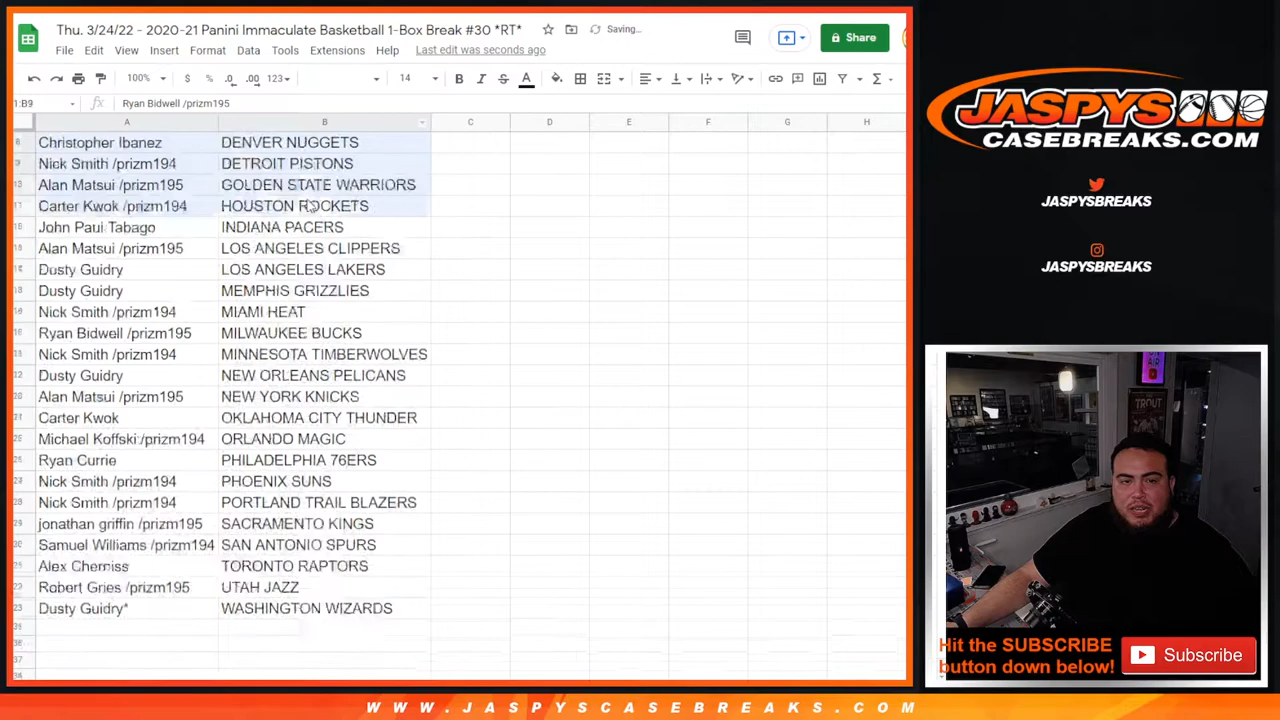 Thu. 3/24/22 - 2020-21 Panini Immaculate Basketball 1-Box Break #30 *RT*
Saving...
File Edit View Insert Format Data Tools Extensions Help Last edit was seconds ago
Share
100% $ % .0 .00 123 14 B I S A
1:B9 fx Ryan Bidwell /prizm195
A B C D E F G H
Christopher Ibanez DENVER NUGGETS
Nick Smith /prizm194 DETROIT PISTONS
Alan Matsui /prizm195 GOLDEN STATE WARRIORS
Carter Kwok /prizm194 HOUSTON ROCKETS
John Paul Tabago INDIANA PACERS
Alan Matsui /prizm195 LOS ANGELES CLIPPERS
Dusty Guidry LOS ANGELES LAKERS
Dusty Guidry MEMPHIS GRIZZLIES
Nick Smith /prizm194 MIAMI HEAT
Ryan Bidwell /prizm195 MILWAUKEE BUCKS
Nick Smith /prizm194 MINNESOTA TIMBERWOLVES
Dusty Guidry NEW ORLEANS PELICANS
Alan Matsui /prizm195 NEW YORK KNICKS
Carter Kwok OKLAHOMA CITY THUNDER
Michael Koffski /prizm194 ORLANDO MAGIC
Ryan Currie PHILADELPHIA 76ERS
Nick Smith /prizm194 PHOENIX SUNS
Nick Smith /prizm194 PORTLAND TRAIL BLAZERS
jonathan griffin /prizm195 SACRAMENTO KINGS
Samuel Williams /prizm194 SAN ANTONIO SPURS
Alex Cherniss TORONTO RAPTORS
Robert Gries /prizm195 UTAH JAZZ
Dusty Guidry* WASHINGTON WIZARDS
JASPYS
CASEBREAKS.COM
JASPYSBREAKS
JASPYSBREAKS
ON AIR
TROUT
Hit the SUBSCRIBE
button down below!
Subscribe
WWW.JASPYSCASEBREAKS.COM